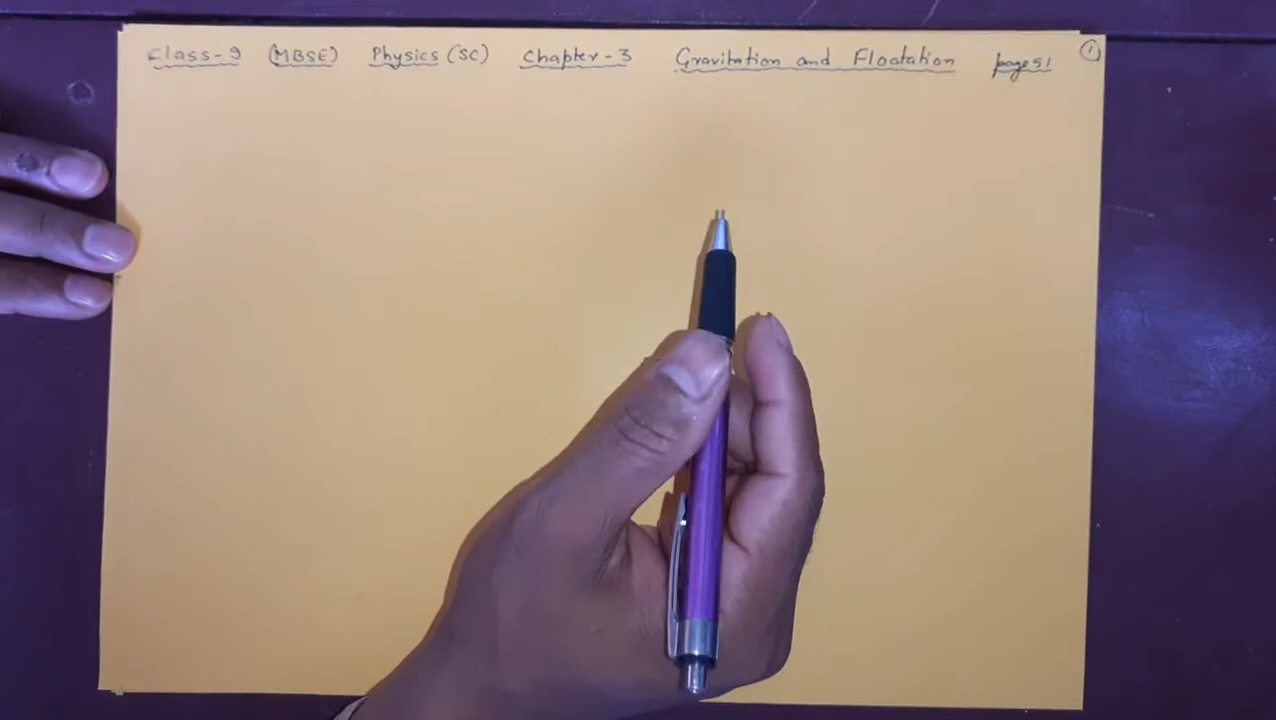 Class-9 (MBSE) Physics (SC) Chapter-3 Gravitation and Floatation page 51 1